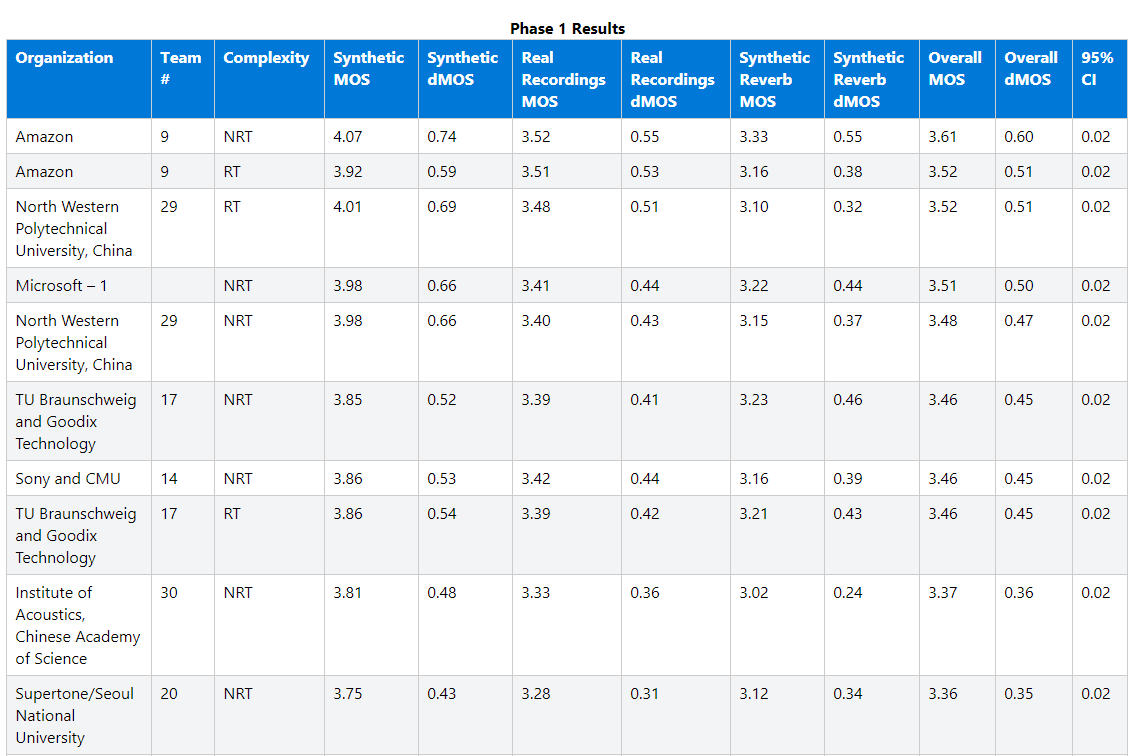 Phase 1 Results
Organization Team # Complexity Synthetic MOS Synthetic dMOS Real Recordings MOS Real Recordings dMOS Synthetic Reverb MOS Synthetic Reverb dMOS Overall MOS Overall dMOS 95% CI
Amazon 9 NRT 4.07 0.74 3.52 0.55 3.33 0.55 3.61 0.60 0.02
Amazon 9 RT 3.92 0.59 3.51 0.53 3.16 0.38 3.52 0.51 0.02
North Western Polytechnical University, China 29 RT 4.01 0.69 3.48 0.51 3.10 0.32 3.52 0.51 0.02
Microsoft – 1 NRT 3.98 0.66 3.41 0.44 3.22 0.44 3.51 0.50 0.02
North Western Polytechnical University, China 29 NRT 3.98 0.66 3.40 0.43 3.15 0.37 3.48 0.47 0.02
TU Braunschweig and Goodix Technology 17 NRT 3.85 0.52 3.39 0.41 3.23 0.46 3.46 0.45 0.02
Sony and CMU 14 NRT 3.86 0.53 3.42 0.44 3.16 0.39 3.46 0.45 0.02
TU Braunschweig and Goodix Technology 17 RT 3.86 0.54 3.39 0.42 3.21 0.43 3.46 0.45 0.02
Institute of Acoustics, Chinese Academy of Science 30 NRT 3.81 0.48 3.33 0.36 3.02 0.24 3.37 0.36 0.02
Supertone/Seoul National University 20 NRT 3.75 0.43 3.28 0.31 3.12 0.34 3.36 0.35 0.02